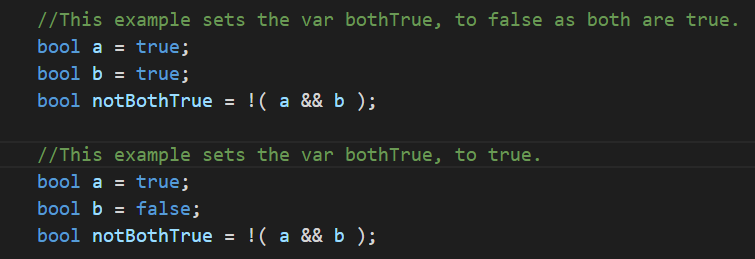 //This example sets the var bothTrue, to false as both are true.
bool a = true;
bool b = true;
bool notBothTrue = !( a && b );
//This example sets the var bothTrue, to true.
bool a = true;
bool b = false;
bool notBothTrue = !( a && b );